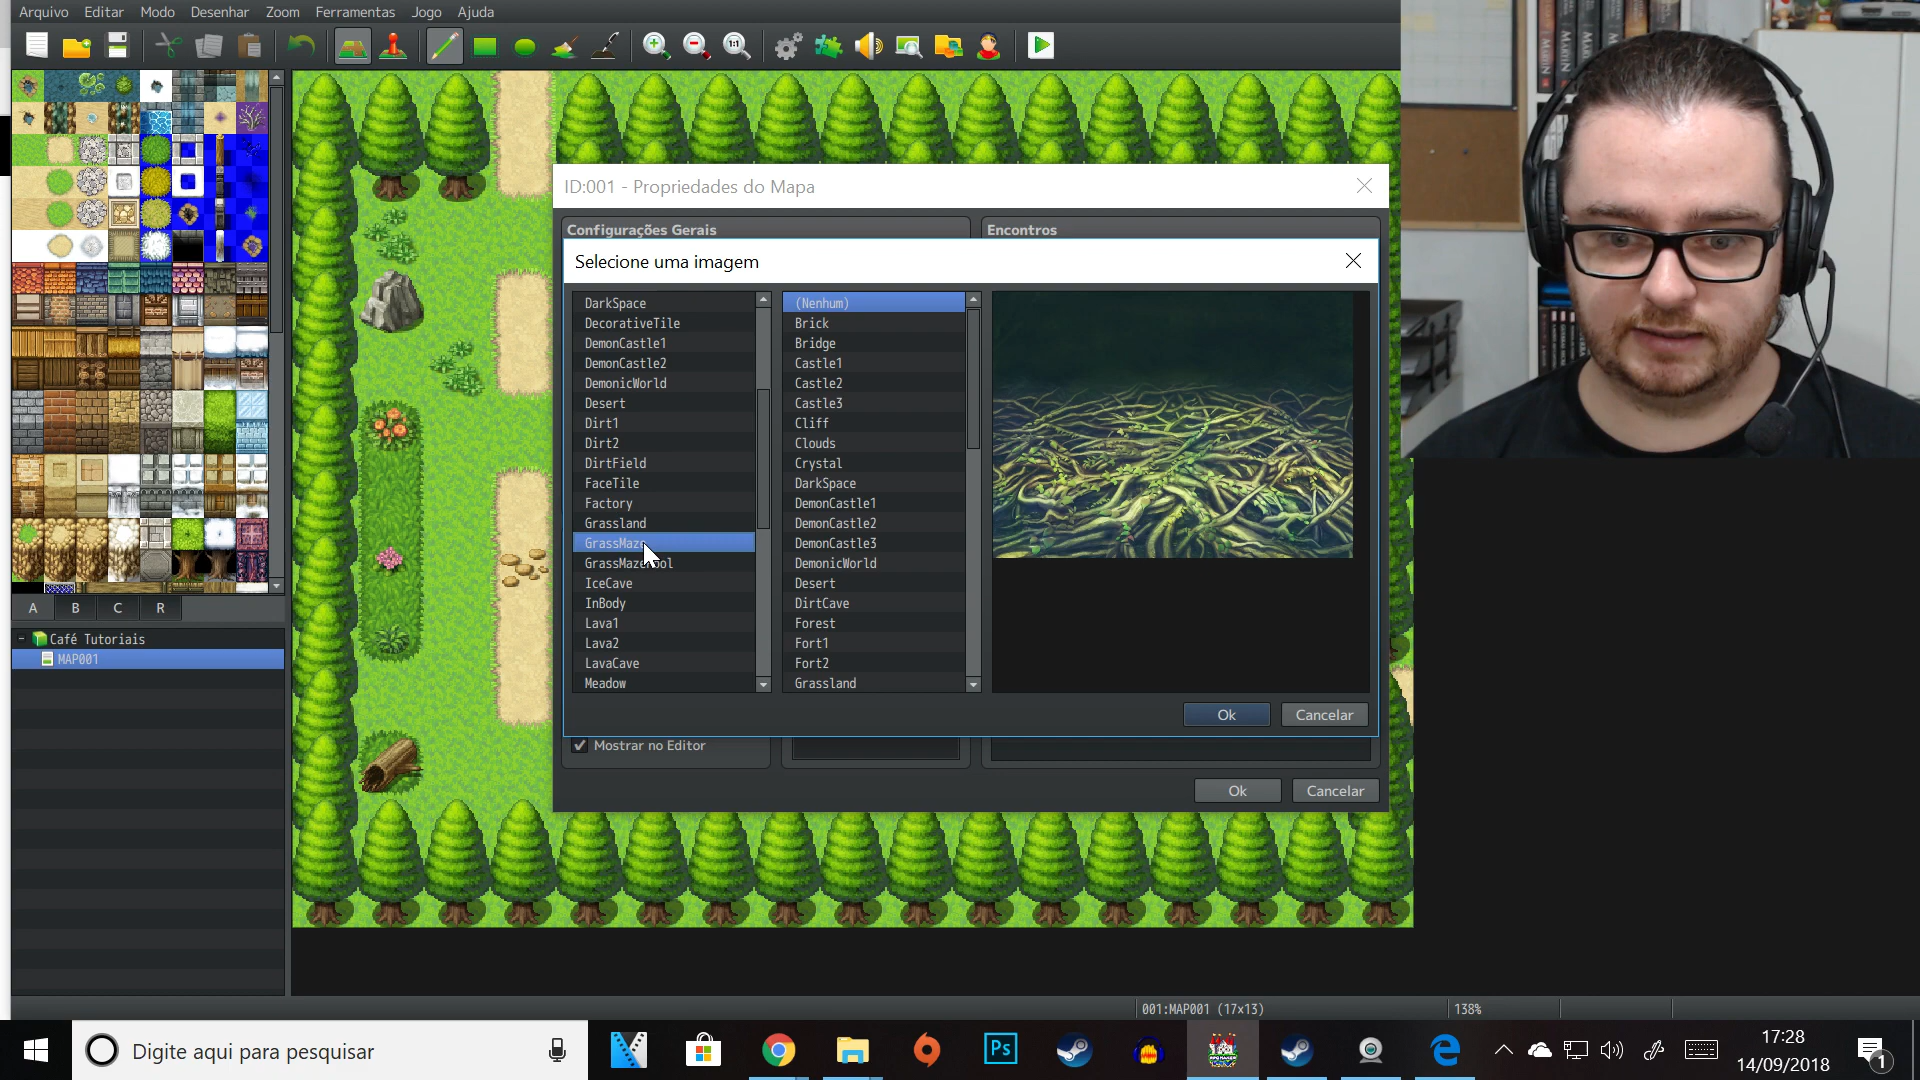 Arquivo Editar Modo Desenhar Zoom Ferramentas Jogo Ajuda
ID:001 - Propriedades do Mapa
Configurações Gerais
Encontros
Selecione uma imagem
DarkSpace
DecorativeTile
DemonCastle1
DemonCastle2
DemonicWorld
Desert
Dirt1
Dirt2
DirtField
FaceTile
Factory
Grassland
GrassMaze
IceCave
InBody
Lava1
Lava2
LavaCave
Meadow
(Nenhum)
Brick
Bridge
Castle1
Castle2
Castle3
Cliff
Clouds
Crystal
DarkSpace
DemonCastle1
DemonCastle2
DemonCastle3
DemonicWorld
Desert
DirtCave
Forest
Fort1
Fort2
Grassland
Ok
Cancelar
Mostrar no Editor
Ok
Cancelar
A B C R
Café Tutoriais
MAP001
001:MAP001 (17x13)
138%
Digite aqui para pesquisar
Ps
17:28
14/09/2018
1